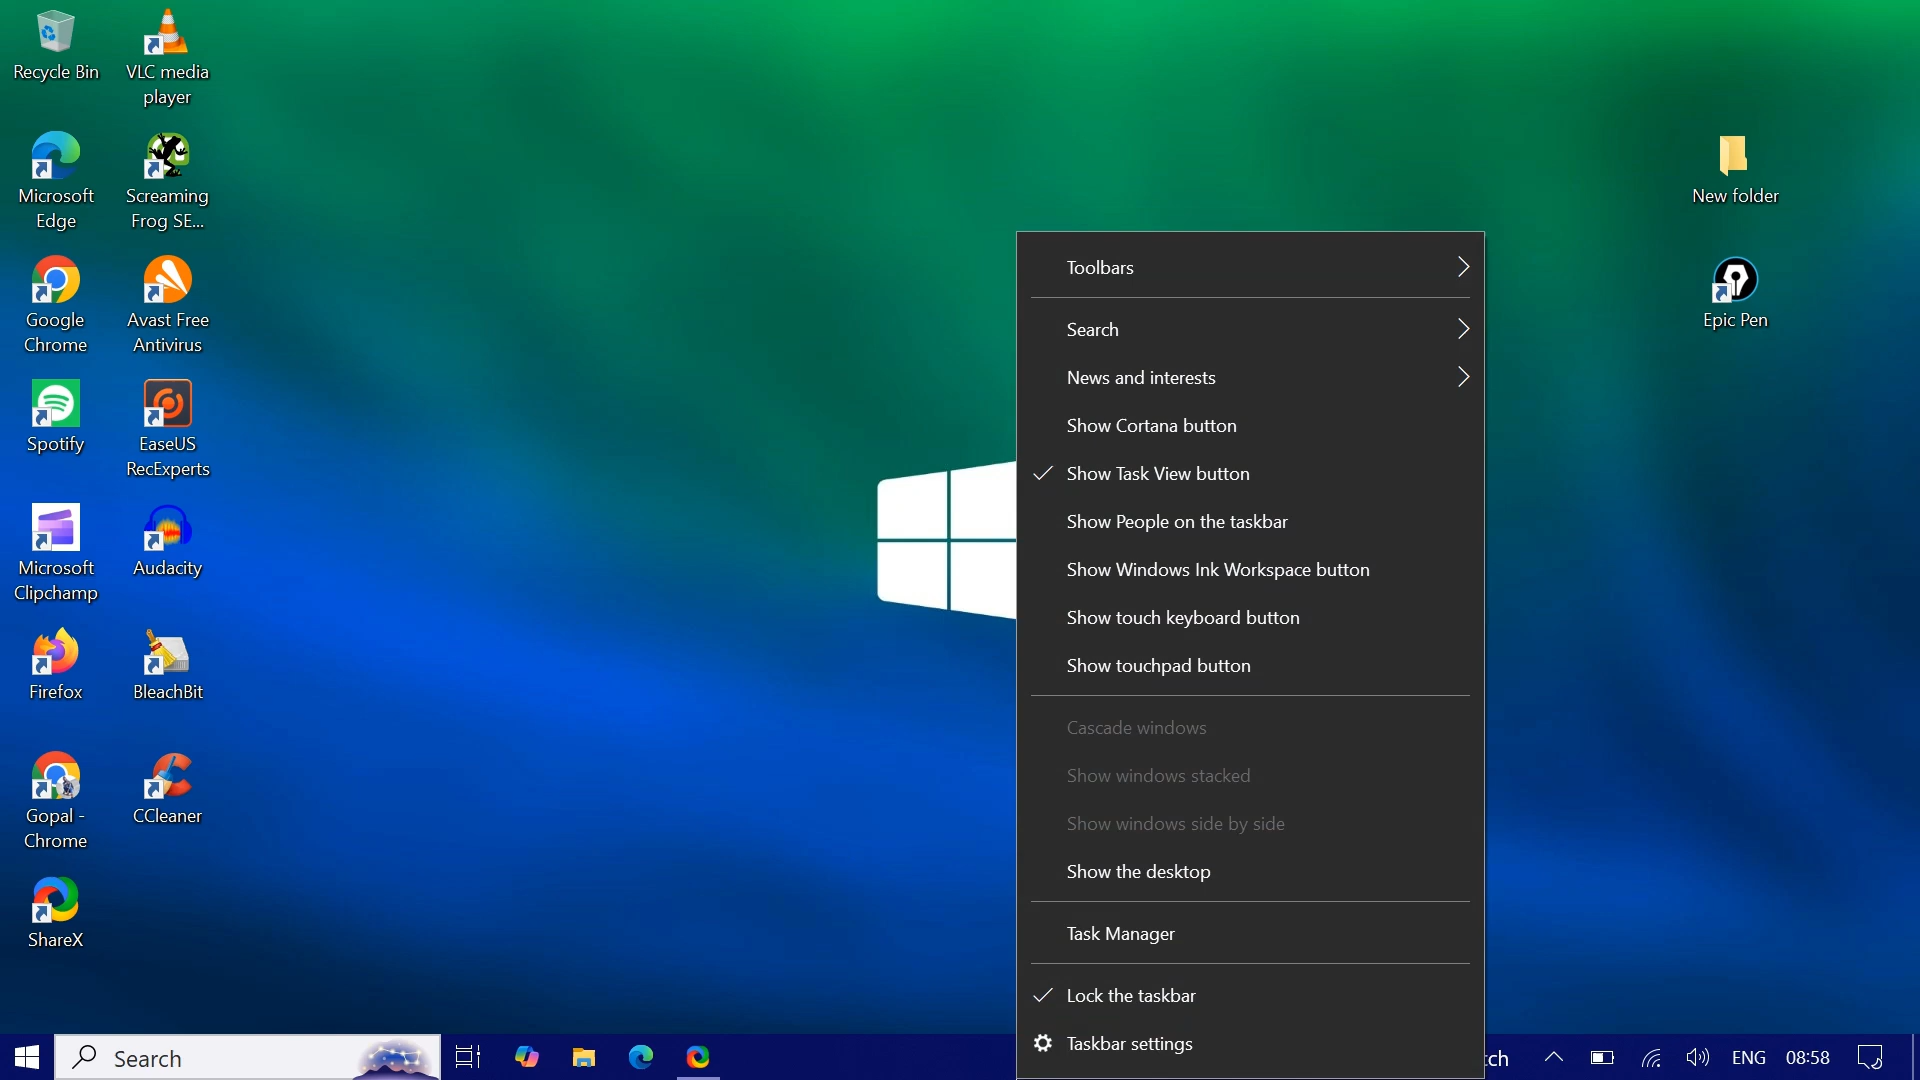 Recycle Bin
VLC media
player
Microsoft
Edge
Screaming
Frog SE...
Google
Chrome
Avast Free
Antivirus
Spotify
EaseUS
RecExperts
Microsoft
Clipchamp
Audacity
Firefox
BleachBit
Gopal -
Chrome
CCleaner
ShareX
New folder
Epic Pen
Toolbars
Search
News and interests
Show Cortana button
Show Task View button
Show People on the taskbar
Show Windows Ink Workspace button
Show touch keyboard button
Show touchpad button
Cascade windows
Show windows stacked
Show windows side by side
Show the desktop
Task Manager
Lock the taskbar
Taskbar settings
Search
ENG 08:58